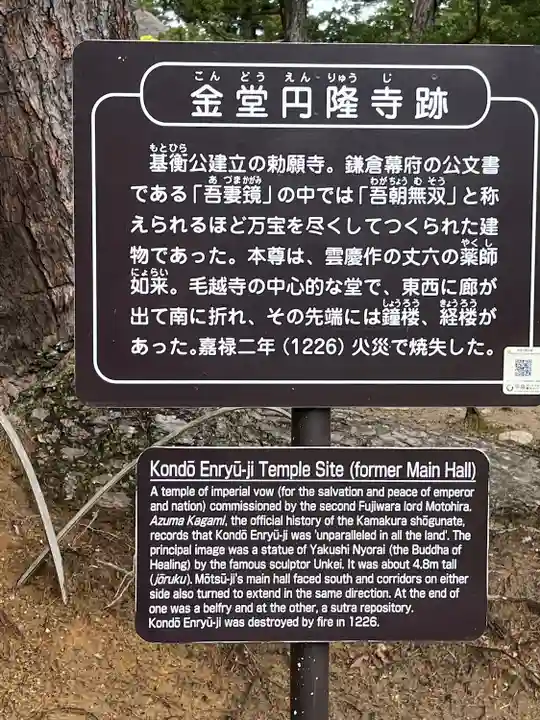 こんどうえんりゅうじ
金堂円隆寺跡
もとひら
基衡公建立の勅願寺。鎌倉幕府の公文書
あづまかがみ わがちょうむそう
である「吾妻鏡」の中では「吾朝無双」と称
えられるほど万宝を尽くしてつくられた建
やくし
物であった。本尊は、雲慶作の丈六の薬師
にょらい
如来。毛越寺の中心的な堂で、東西に廊が
しょうろう きょうろう
出て南に折れ、その先端には鐘楼、経楼が
あった。嘉禄二年(1226)火災で焼失した。
Kondō Enryū-ji Temple Site (former Main Hall)
A temple of imperial vow (for the salvation and peace of emperor
and nation) commissioned by the second Fujiwara lord Motohira.
Azuma Kagami, the official history of the Kamakura shōgunate,
records that Kondō Enryū-ji was 'unparalleled in all the land'. The
principal image was a statue of Yakushi Nyorai (the Buddha of
Healing) by the famous sculptor Unkei. It was about 4.8m tall
(jōruku). Mōtsū-ji's main hall faced south and corridors on either
side also turned to extend in the same direction. At the end of
one was a belfry and at the other, a sutra repository.
Kondō Enryū-ji was destroyed by fire in 1226.